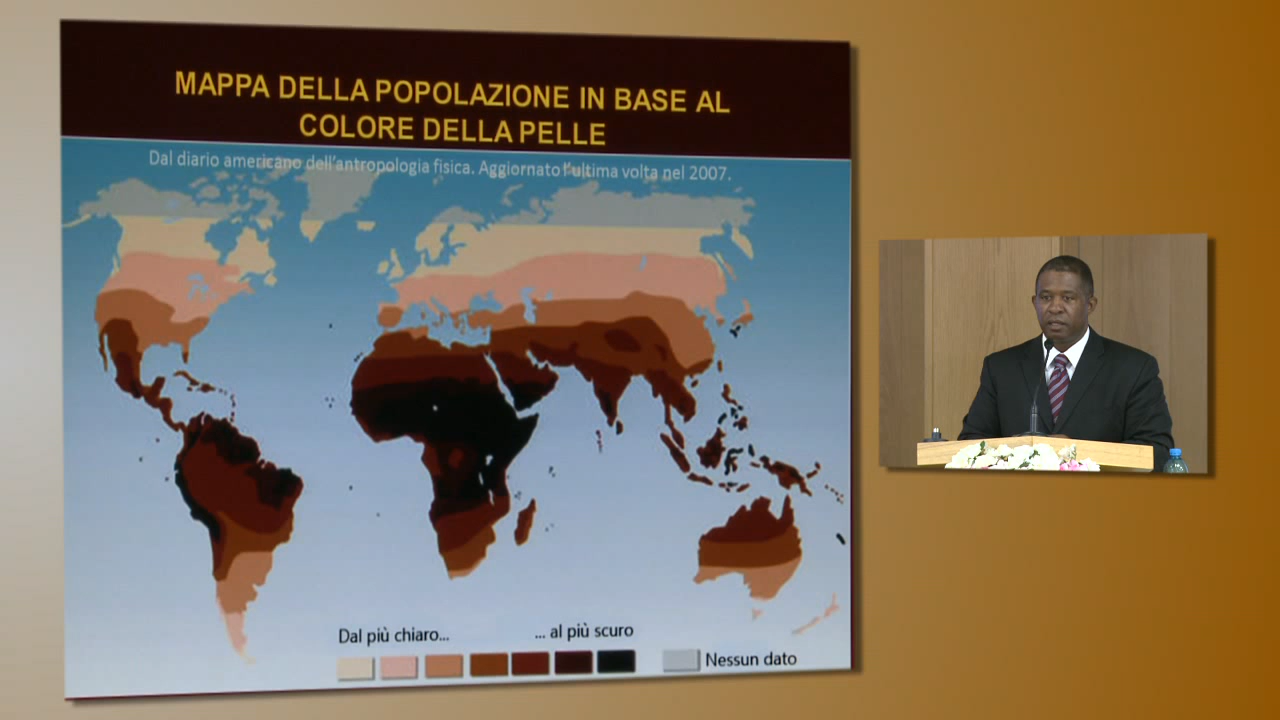 MAPPA DELLA POPOLAZIONE IN BASE AL
COLORE DELLA PELLE
Dal diario americano dell'antropologia fisica. Aggiornato l'ultima volta nel 2007.
Dal più chiaro...
... al più scuro
Nessun dato